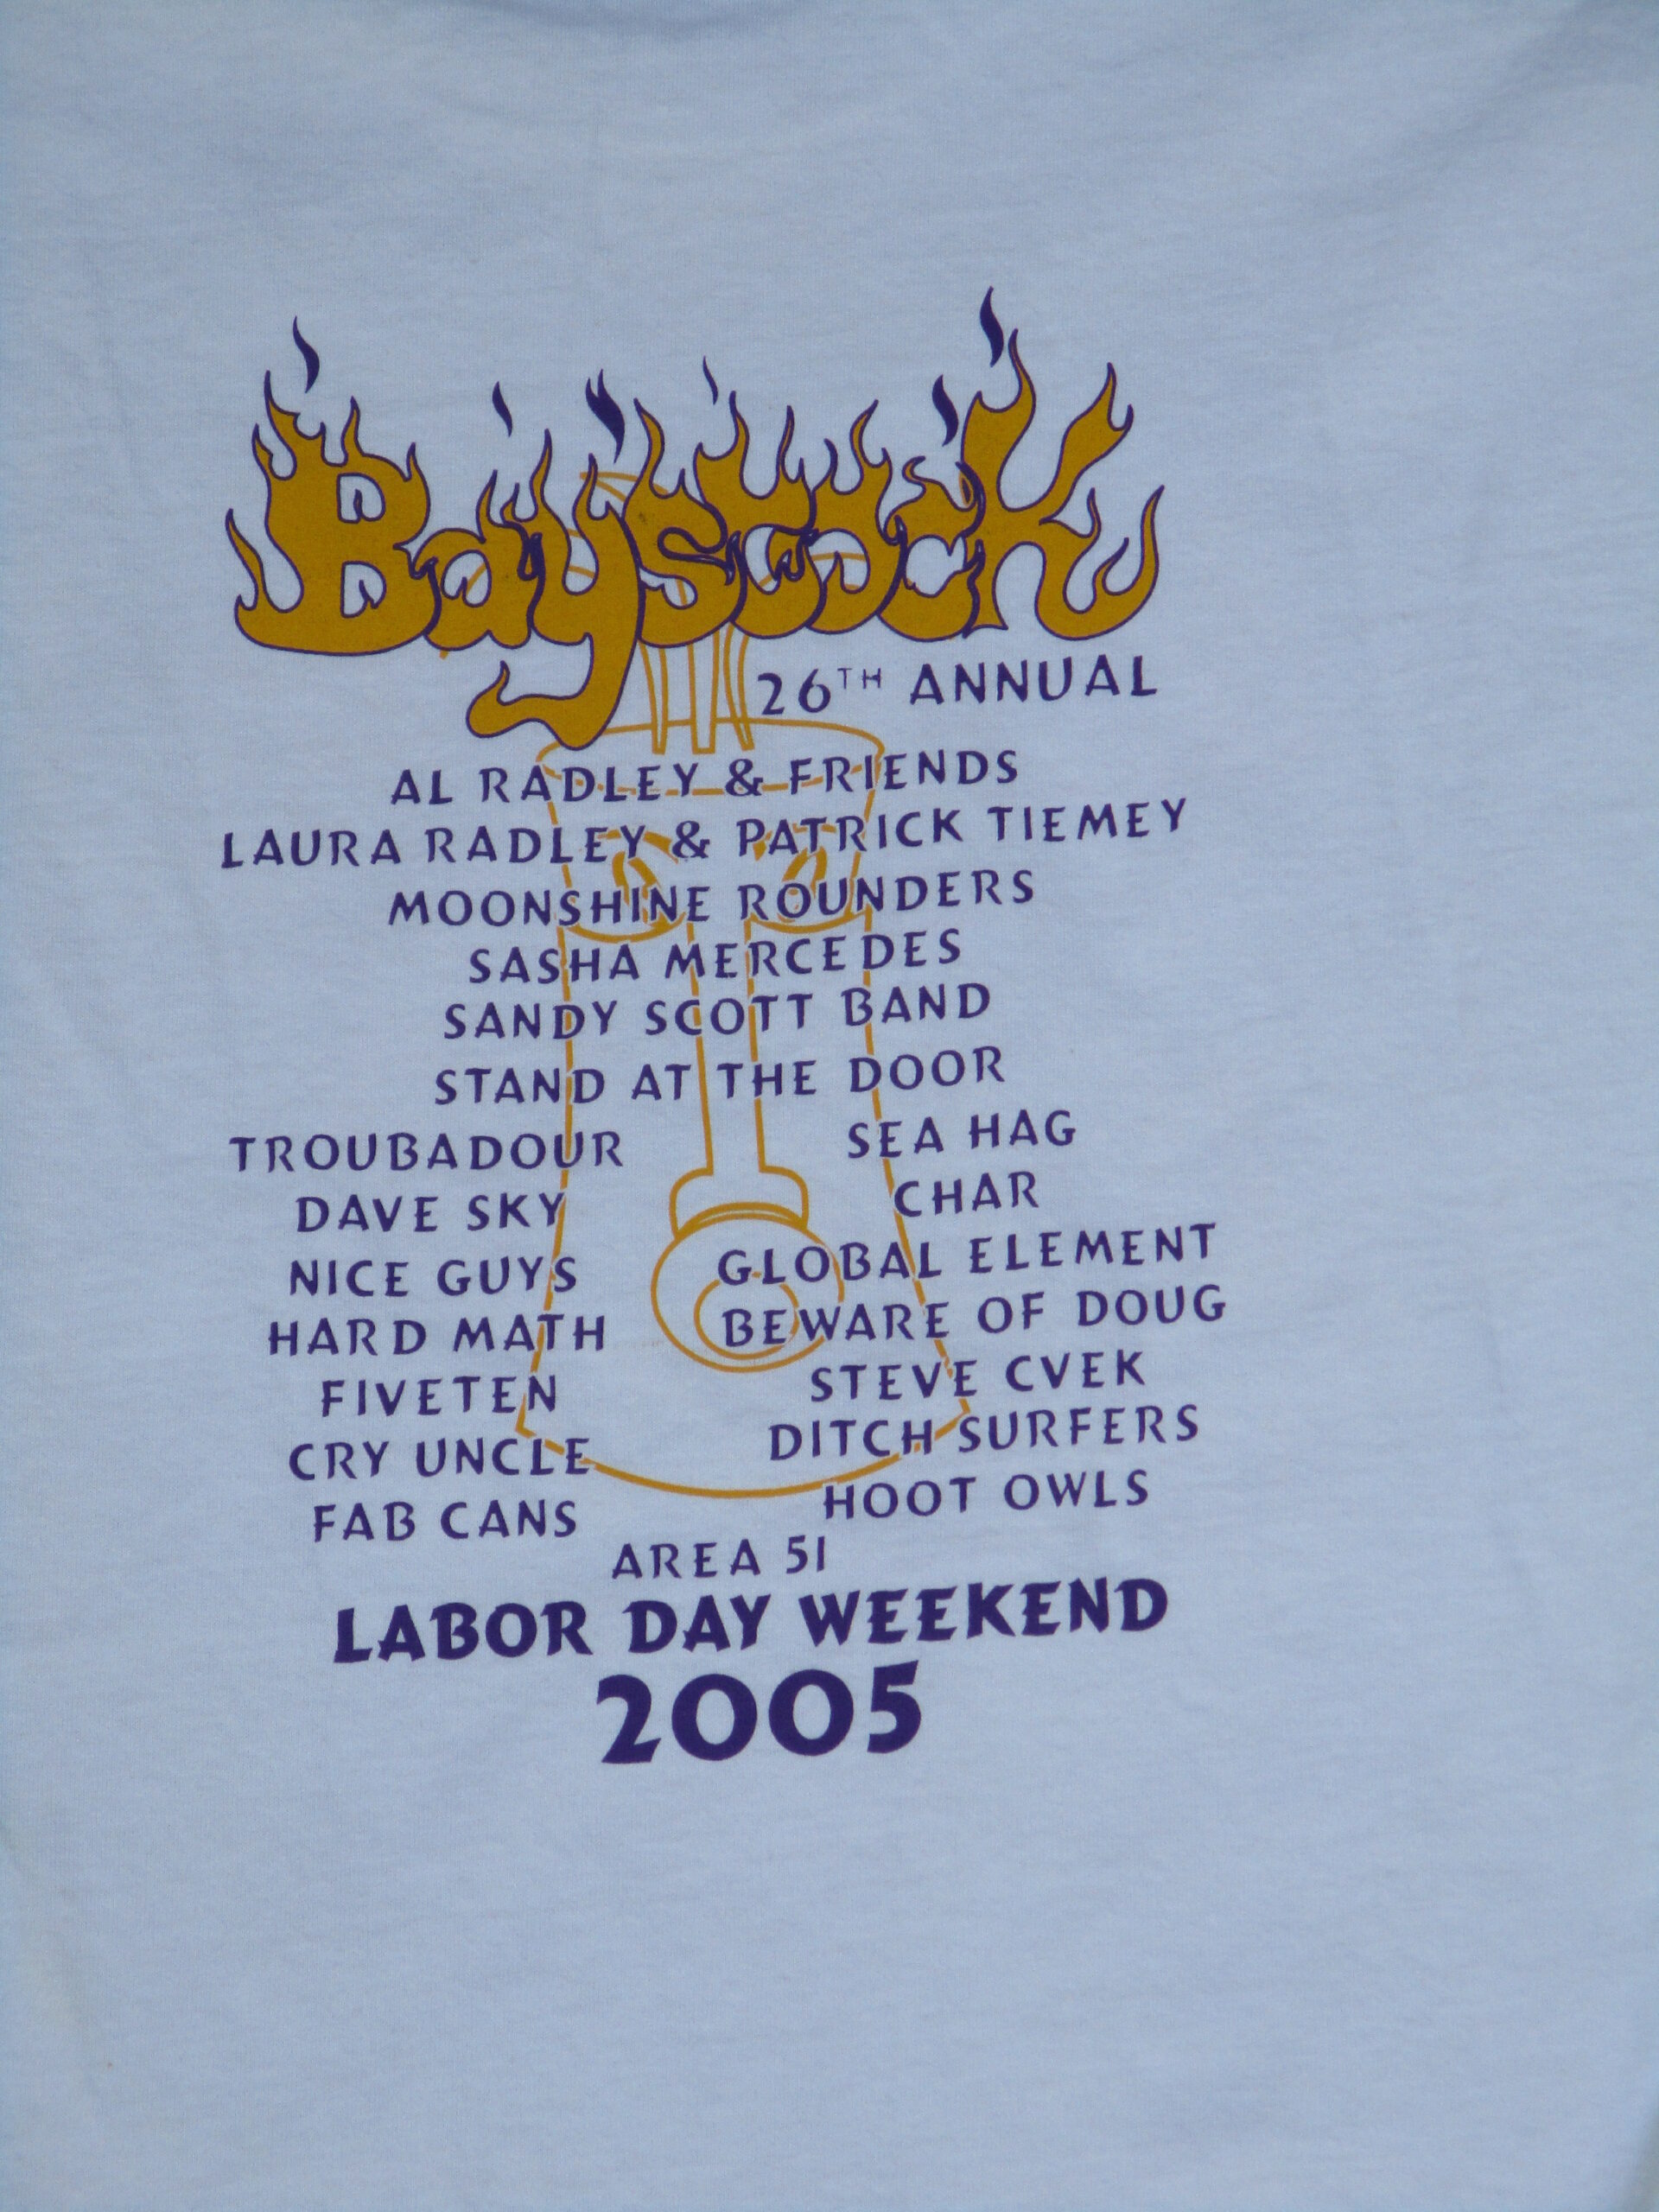 Baystock
26TH ANNUAL
AL RADLEY & FRIENDS
LAURA RADLEY & PATRICK TIEMEY
MOONSHINE ROUNDERS
SASHA MERCEDES
SANDY SCOTT BAND
STAND AT THE DOOR
TROUBADOUR
DAVE SKY
NICE GUYS
HARD MATH
FIVETEN
CRY UNCLE
FAB CANS
SEA HAG
CHAR
GLOBAL ELEMENT
BEWARE OF DOUG
STEVE CVEK
DITCH SURFERS
HOOT OWLS
AREA 51
LABOR DAY WEEKEND
2005